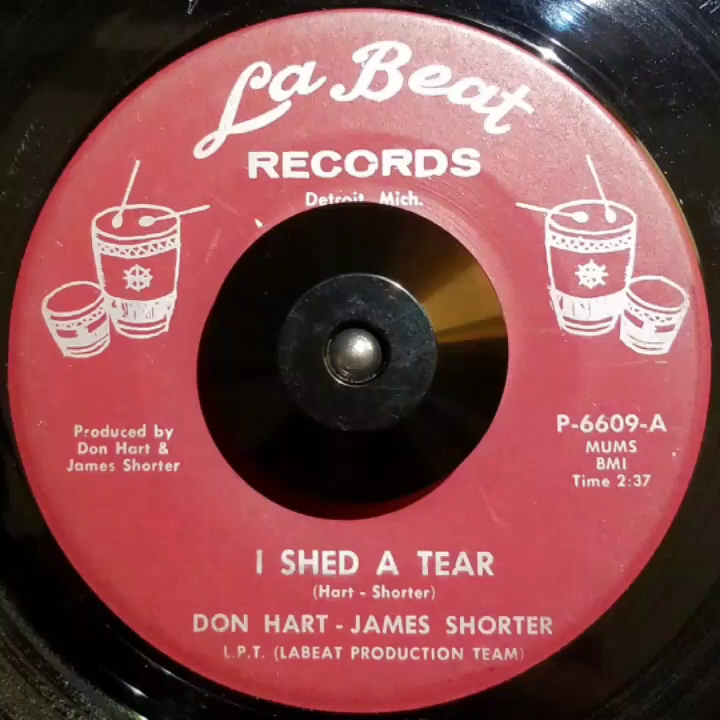 La Beat
RECORDS
Detroit, Mich.
Produced by
Don Hart &
James Shorter
P-6609-A
MUMS
BMI
Time 2:37
I SHED A TEAR
(Hart - Shorter)
DON HART - JAMES SHORTER
L.P.T. (LABEAT PRODUCTION TEAM)